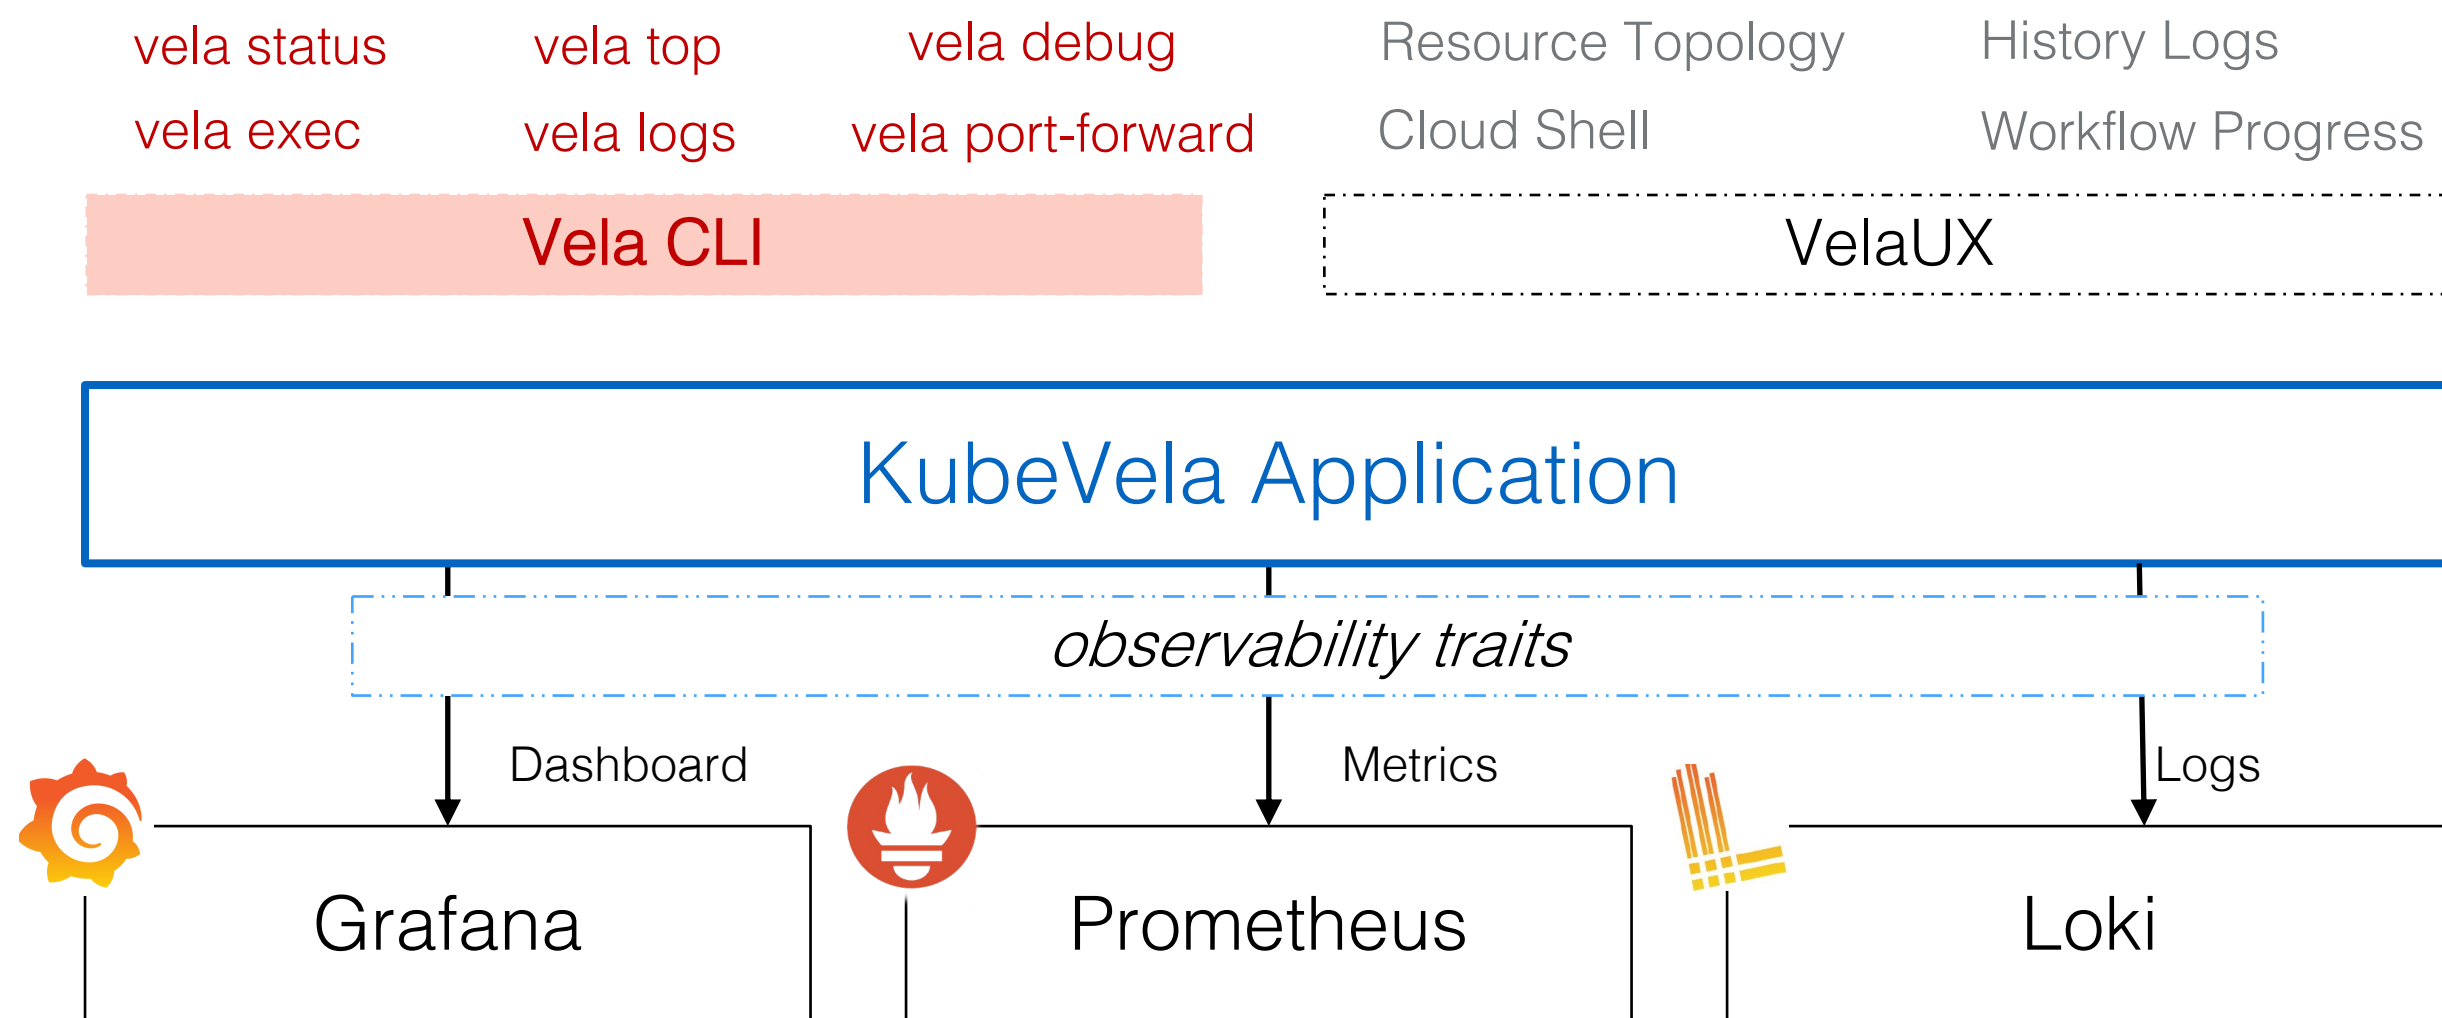 vela status vela top vela debug Resource Topology History Logs
vela exec vela logs vela port-forward Cloud Shell Workflow Progress
Vela CLI VelaUX
KubeVela Application
observability traits
Dashboard Metrics Logs
Grafana Prometheus Loki